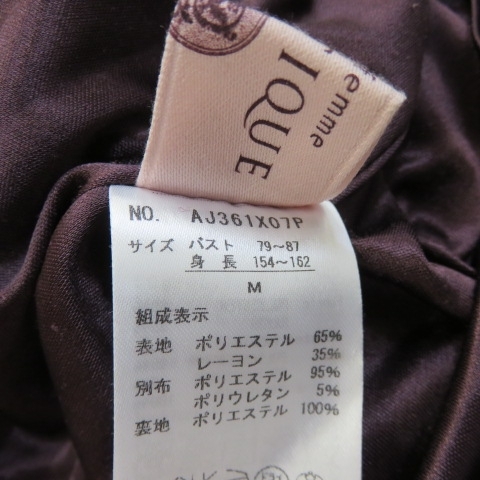 emme
IQUE
NO. AJ361X07P
サイズ バスト 79～87
身長 154～162
M
組成表示
表地 ポリエステル 65%
レーヨン 35%
別布 ポリエステル 95%
ポリウレタン 5%
裏地 ポリエステル 100%